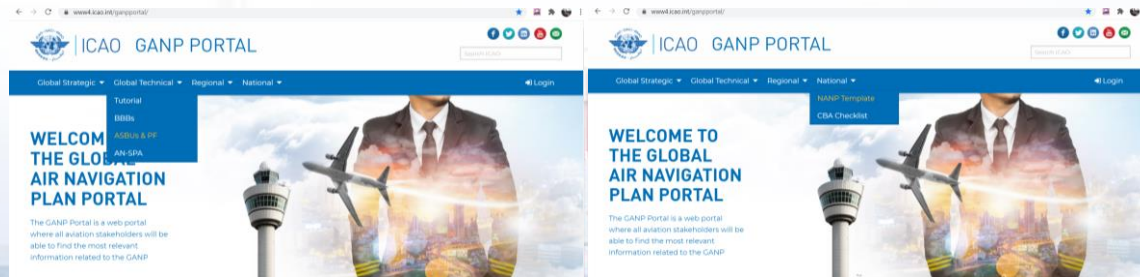 www4.icao.int/ganpportal/
ICAO GANP PORTAL
Search ICAO
Global Strategic Global Technical Regional National Login
Tutorial
BBBs
ASBUs & PF
AN-SPA
WELCOM
THE GLOBAL
AIR NAVIGATION
PLAN PORTAL
The GANP Portal is a web portal
where all aviation stakeholders will be
able to find the most relevant
information related to the GANP
www4.icao.int/ganpportal/
ICAO GANP PORTAL
Search ICAO
Global Strategic Global Technical Regional National Login
NANP Template
CBA Checklist
WELCOME TO
THE GLOBAL
AIR NAVIGATION
PLAN PORTAL
The GANP Portal is a web portal
where all aviation stakeholders will be
able to find the most relevant
information related to the GANP